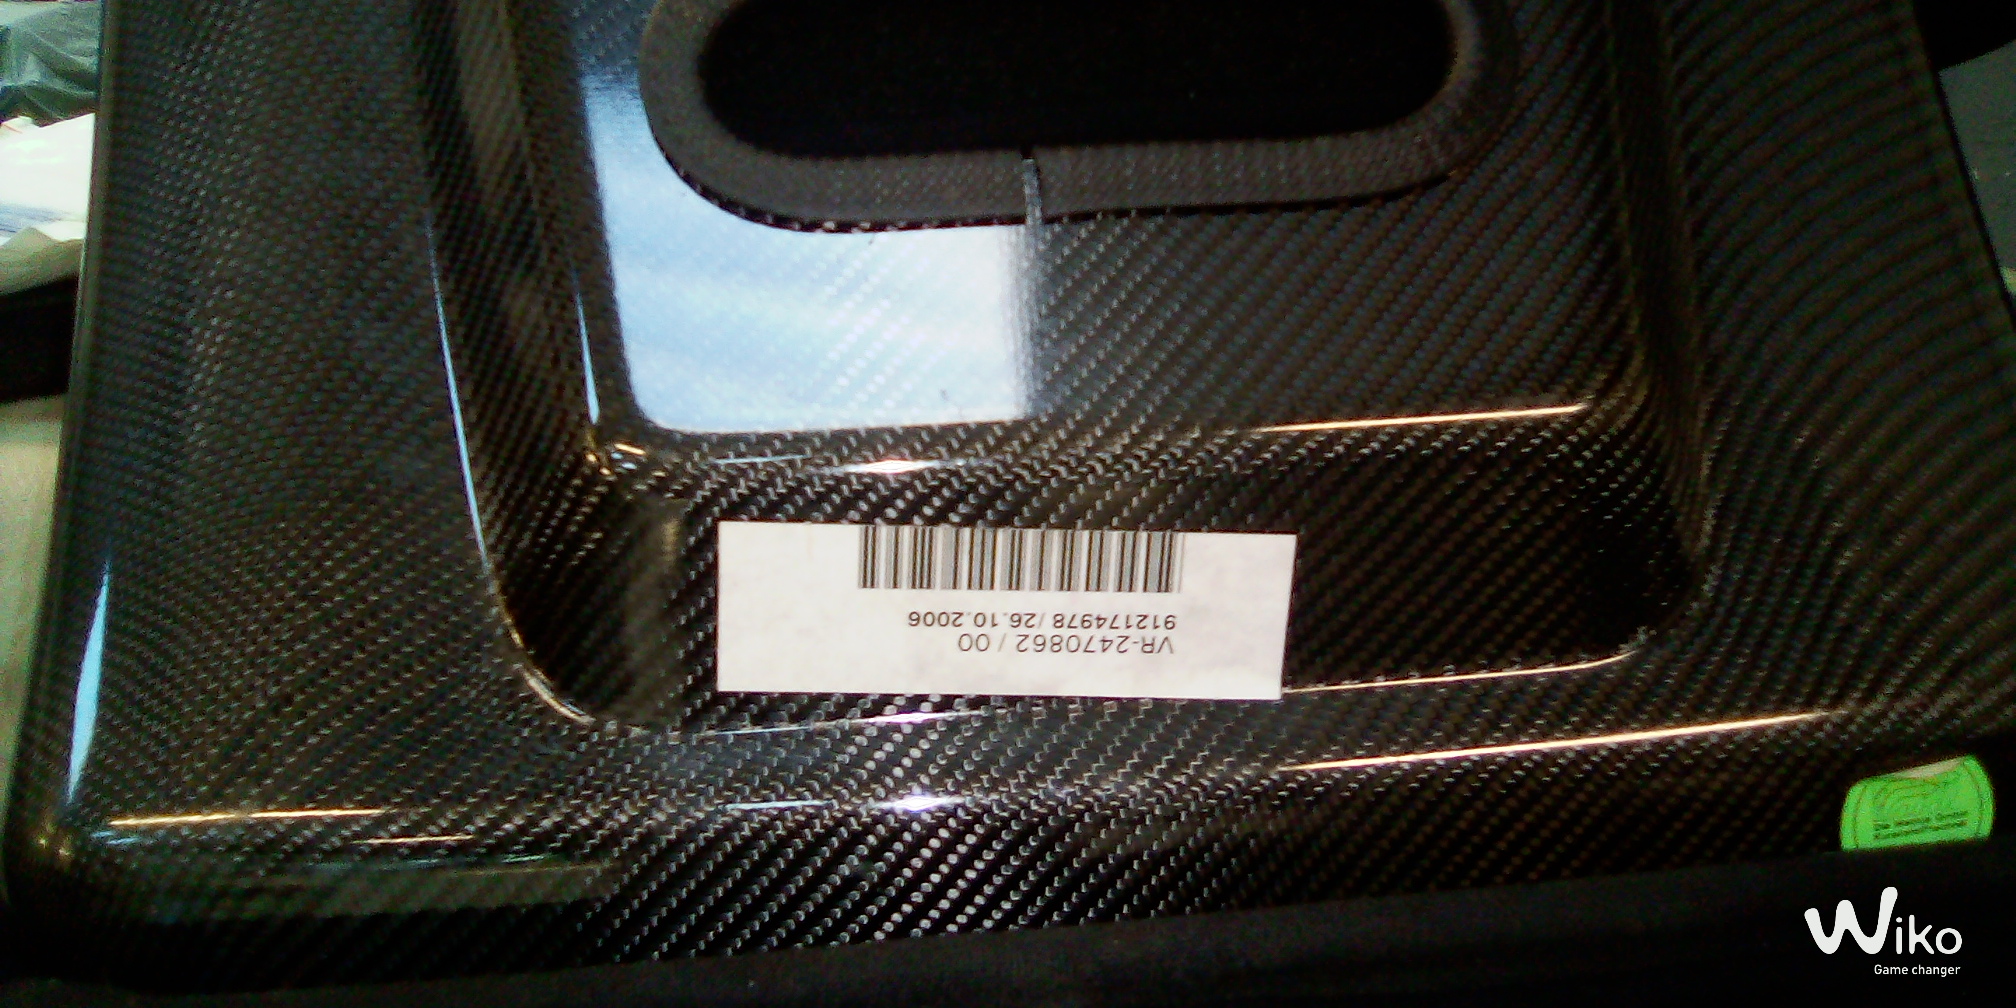 VR-2470862 / 00
912174978 / 26.10.2006
Wiko
Game changer